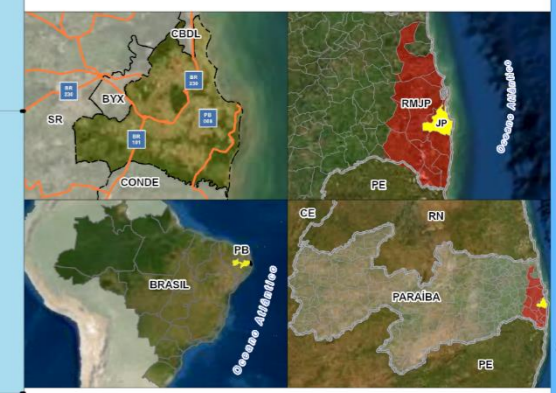 CBDL
BR
230
BR
230
BYX
PB
008
SR
BR
101
CONDE
RMJP
JP
Oceano Atlântico
PE
PB
BRASIL
Oceano Atlântico
CE
RN
PARAÍBA
PE